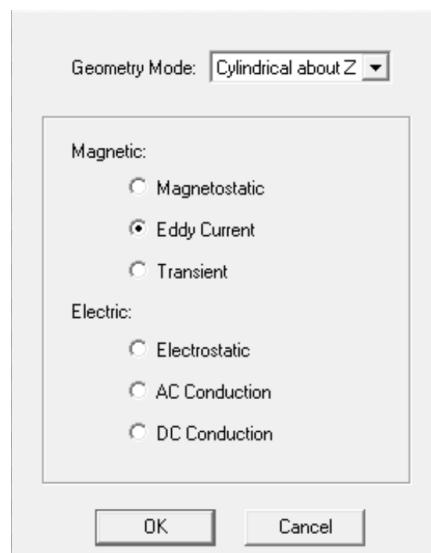 Geometry Mode: Cylindrical about Z
Magnetic:
Magnetostatic
Eddy Current
Transient
Electric:
Electrostatic
AC Conduction
DC Conduction
OK Cancel